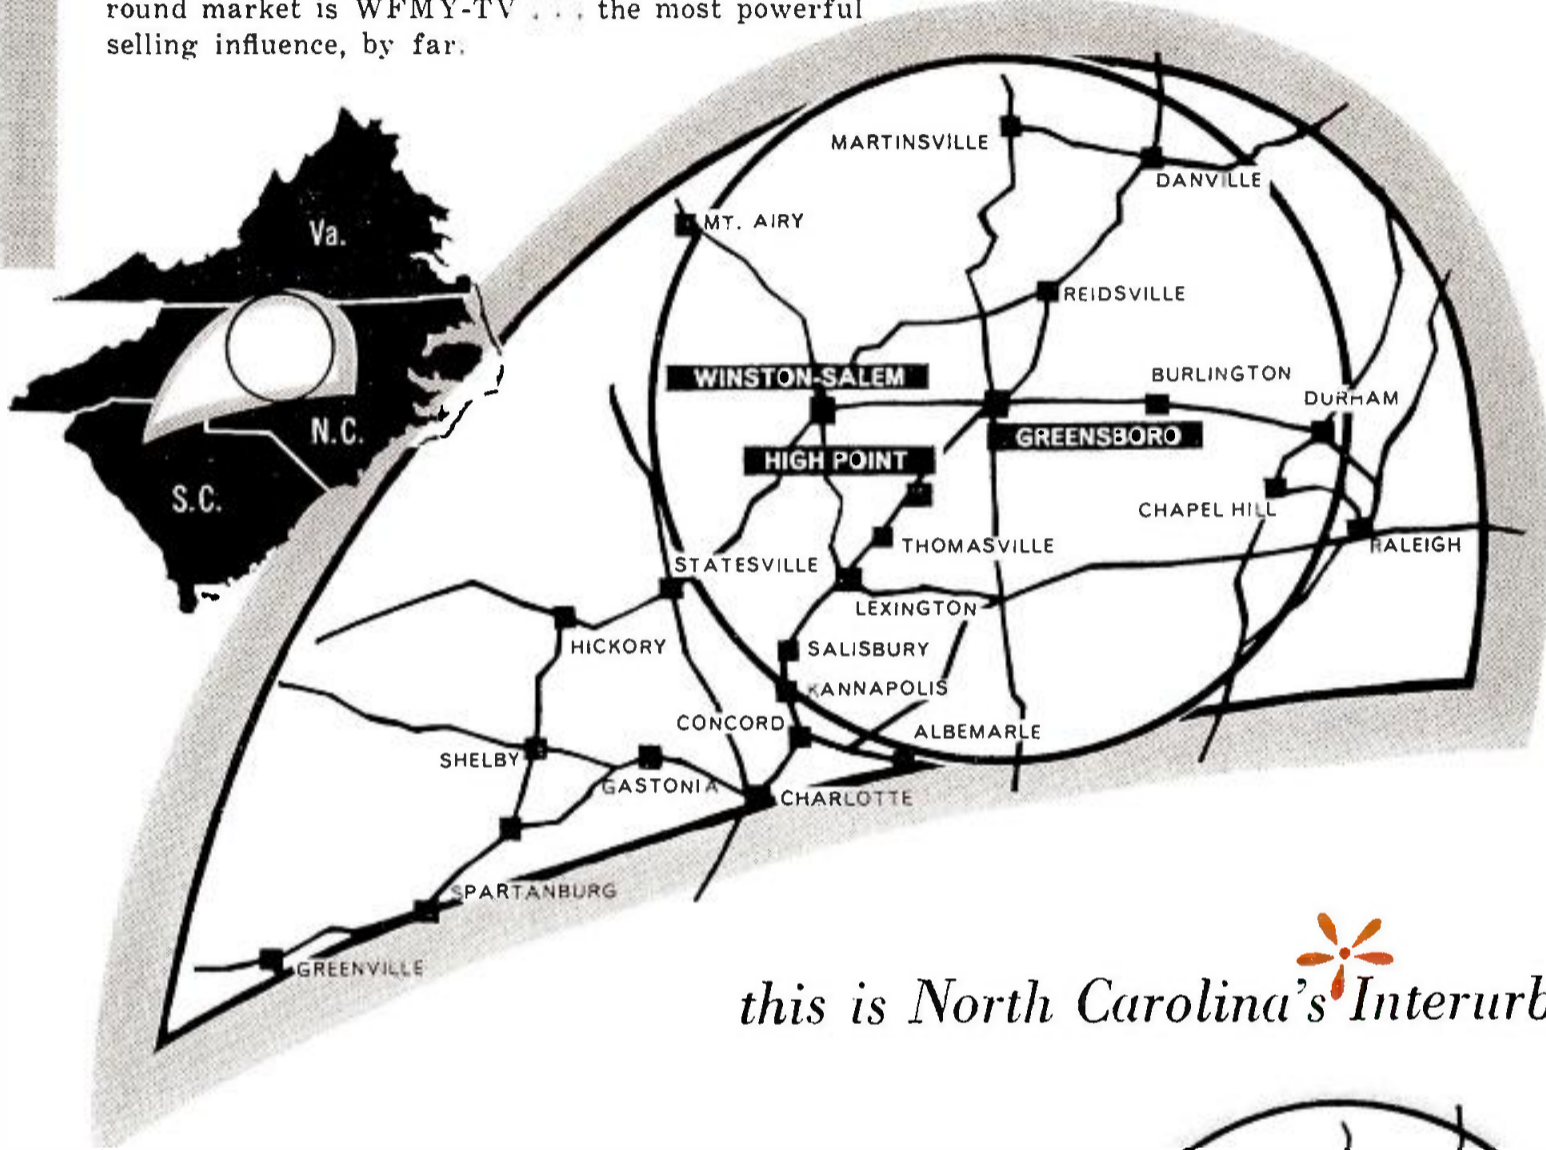 round market is WFMY-TV . . . the most powerful
selling influence, by far.
MARTINSVILLE
DANVILLE
MT. AIRY
Va.
REIDSVILLE
WINSTON-SALEM
BURLINGTON
DURHAM
N.C.
GREENSBORO
HIGH POINT
S.C.
CHAPEL HILL
THOMASVILLE
RALEIGH
STATESVILLE
LEXINGTON
HICKORY
SALISBURY
KANNAPOLIS
CONCORD
ALBEMARLE
SHELBY
GASTONIA
CHARLOTTE
SPARTANBURG
GREENVILLE
this is North Carolina's Interurb